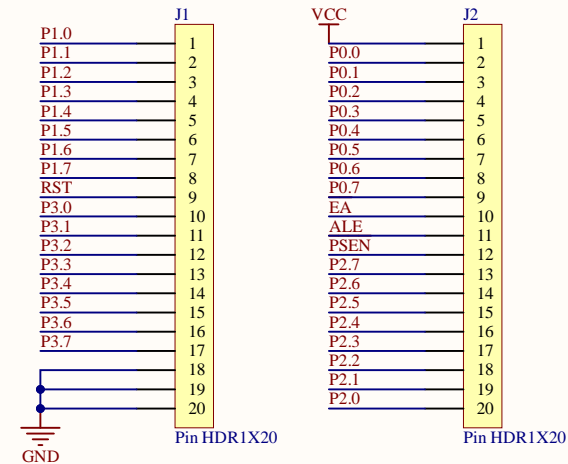 J1
P1.0 1
P1.1 2
P1.2 3
P1.3 4
P1.4 5
P1.5 6
P1.6 7
P1.7 8
RST 9
P3.0 10
P3.1 11
P3.2 12
P3.3 13
P3.4 14
P3.5 15
P3.6 16
P3.7 17
18
19
20
GND
Pin HDR1X20
VCC
J2
1
P0.0 2
P0.1 3
P0.2 4
P0.3 5
P0.4 6
P0.5 7
P0.6 8
P0.7 9
EA 10
ALE 11
PSEN 12
P2.7 13
P2.6 14
P2.5 15
P2.4 16
P2.3 17
P2.2 18
P2.1 19
P2.0 20
Pin HDR1X20